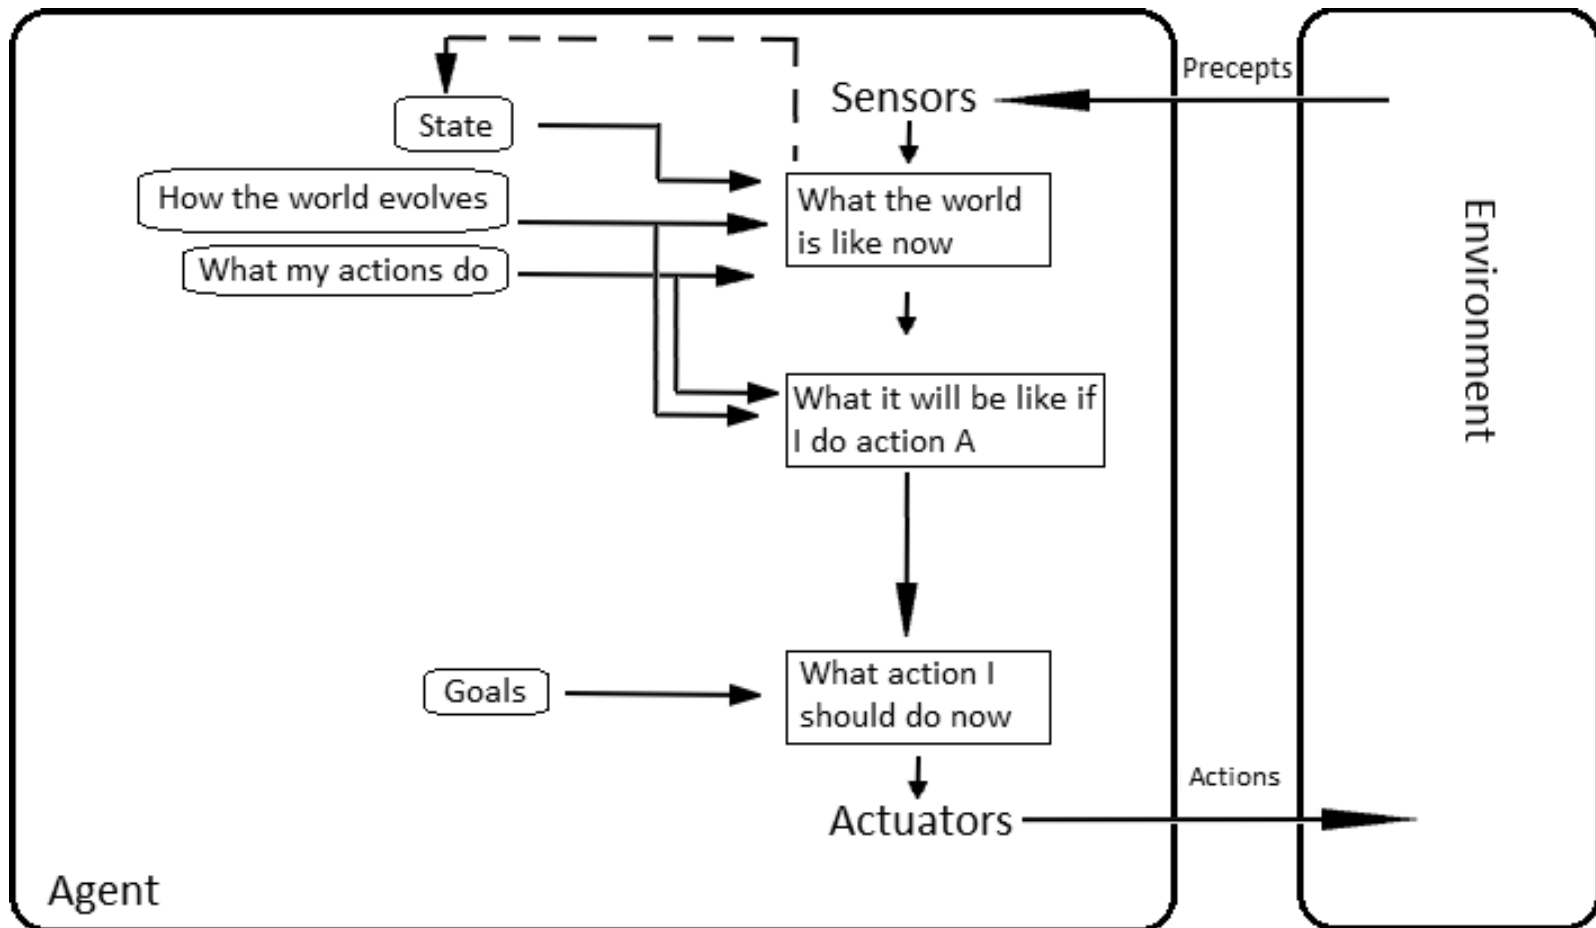 Precepts
Sensors
State
How the world evolves
What my actions do
What the world
is like now
Environment
What it will be like if
I do action A
Goals
What action I
should do now
Actions
Actuators
Agent